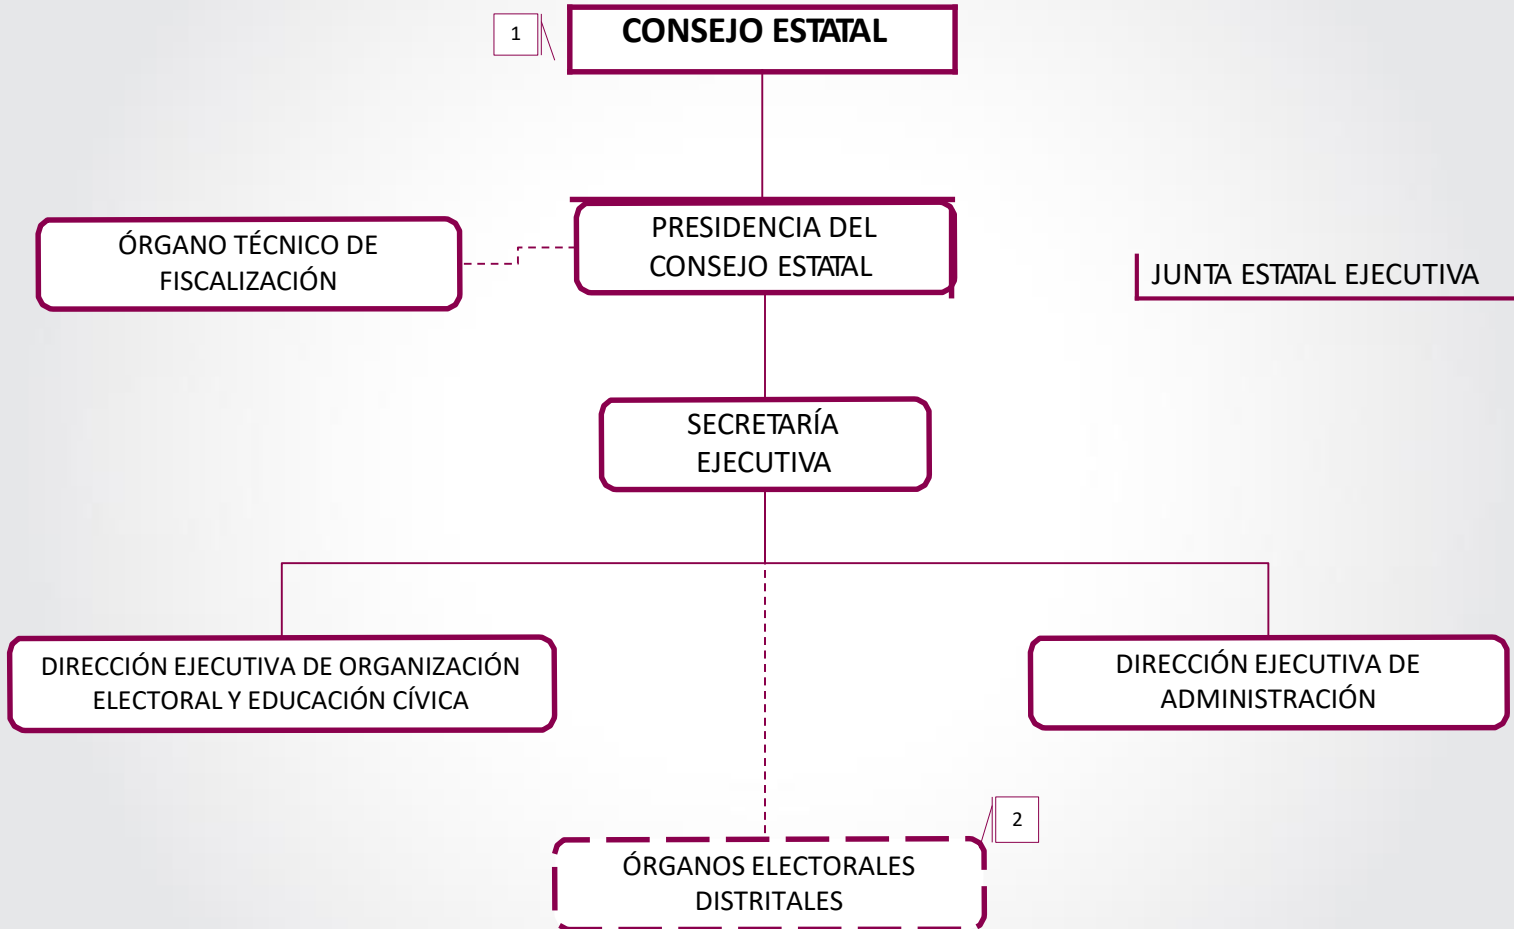 1
CONSEJO ESTATAL
ÓRGANO TÉCNICO DE
FISCALIZACIÓN
PRESIDENCIA DEL
CONSEJO ESTATAL
JUNTA ESTATAL EJECUTIVA
SECRETARÍA
EJECUTIVA
DIRECCIÓN EJECUTIVA DE ORGANIZACIÓN
ELECTORAL Y EDUCACIÓN CÍVICA
DIRECCIÓN EJECUTIVA DE
ADMINISTRACIÓN
2
ÓRGANOS ELECTORALES
DISTRITALES